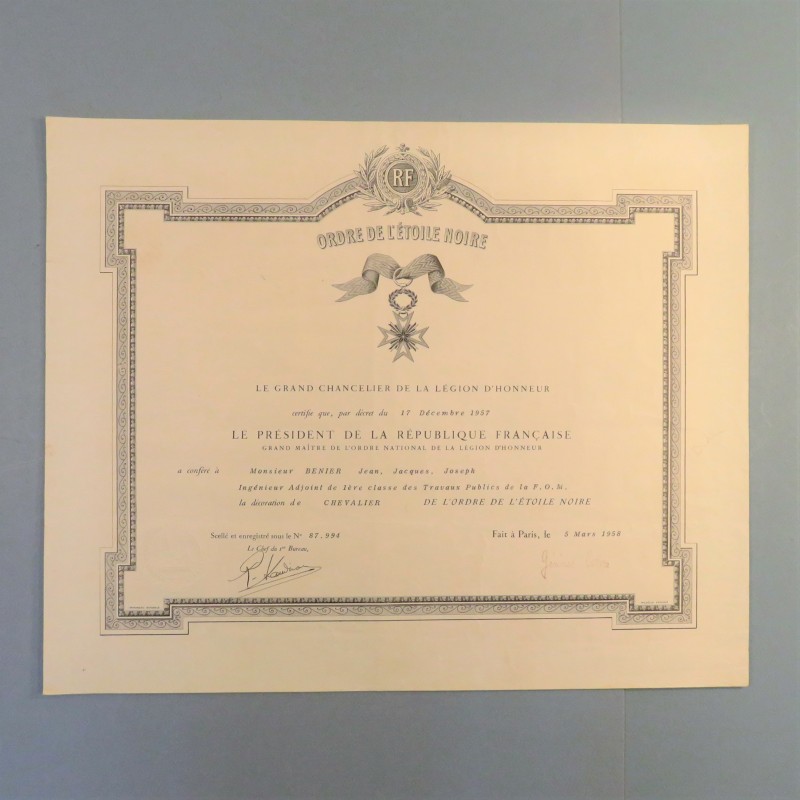 RF
ORDRE DE L'ÉTOILE NOIRE
LE GRAND CHANCELIER DE LA LÉGION D'HONNEUR
certifie que, par décret du 17 Décembre 1957
LE PRÉSIDENT DE LA RÉPUBLIQUE FRANÇAISE
GRAND MAÎTRE DE L'ORDRE NATIONAL DE LA LÉGION D'HONNEUR
a conféré à Monsieur BENIER Jean, Jacques, Joseph
Ingénieur Adjoint de 1ère classe des Travaux Publics de la F.O.M.
la décoration de CHEVALIER DE L'ORDRE DE L'ÉTOILE NOIRE
Scellé et enregistré sous le N° 87.994
Fait à Paris, le 5 Mars 1958
Le Chef du 1er Bureau,